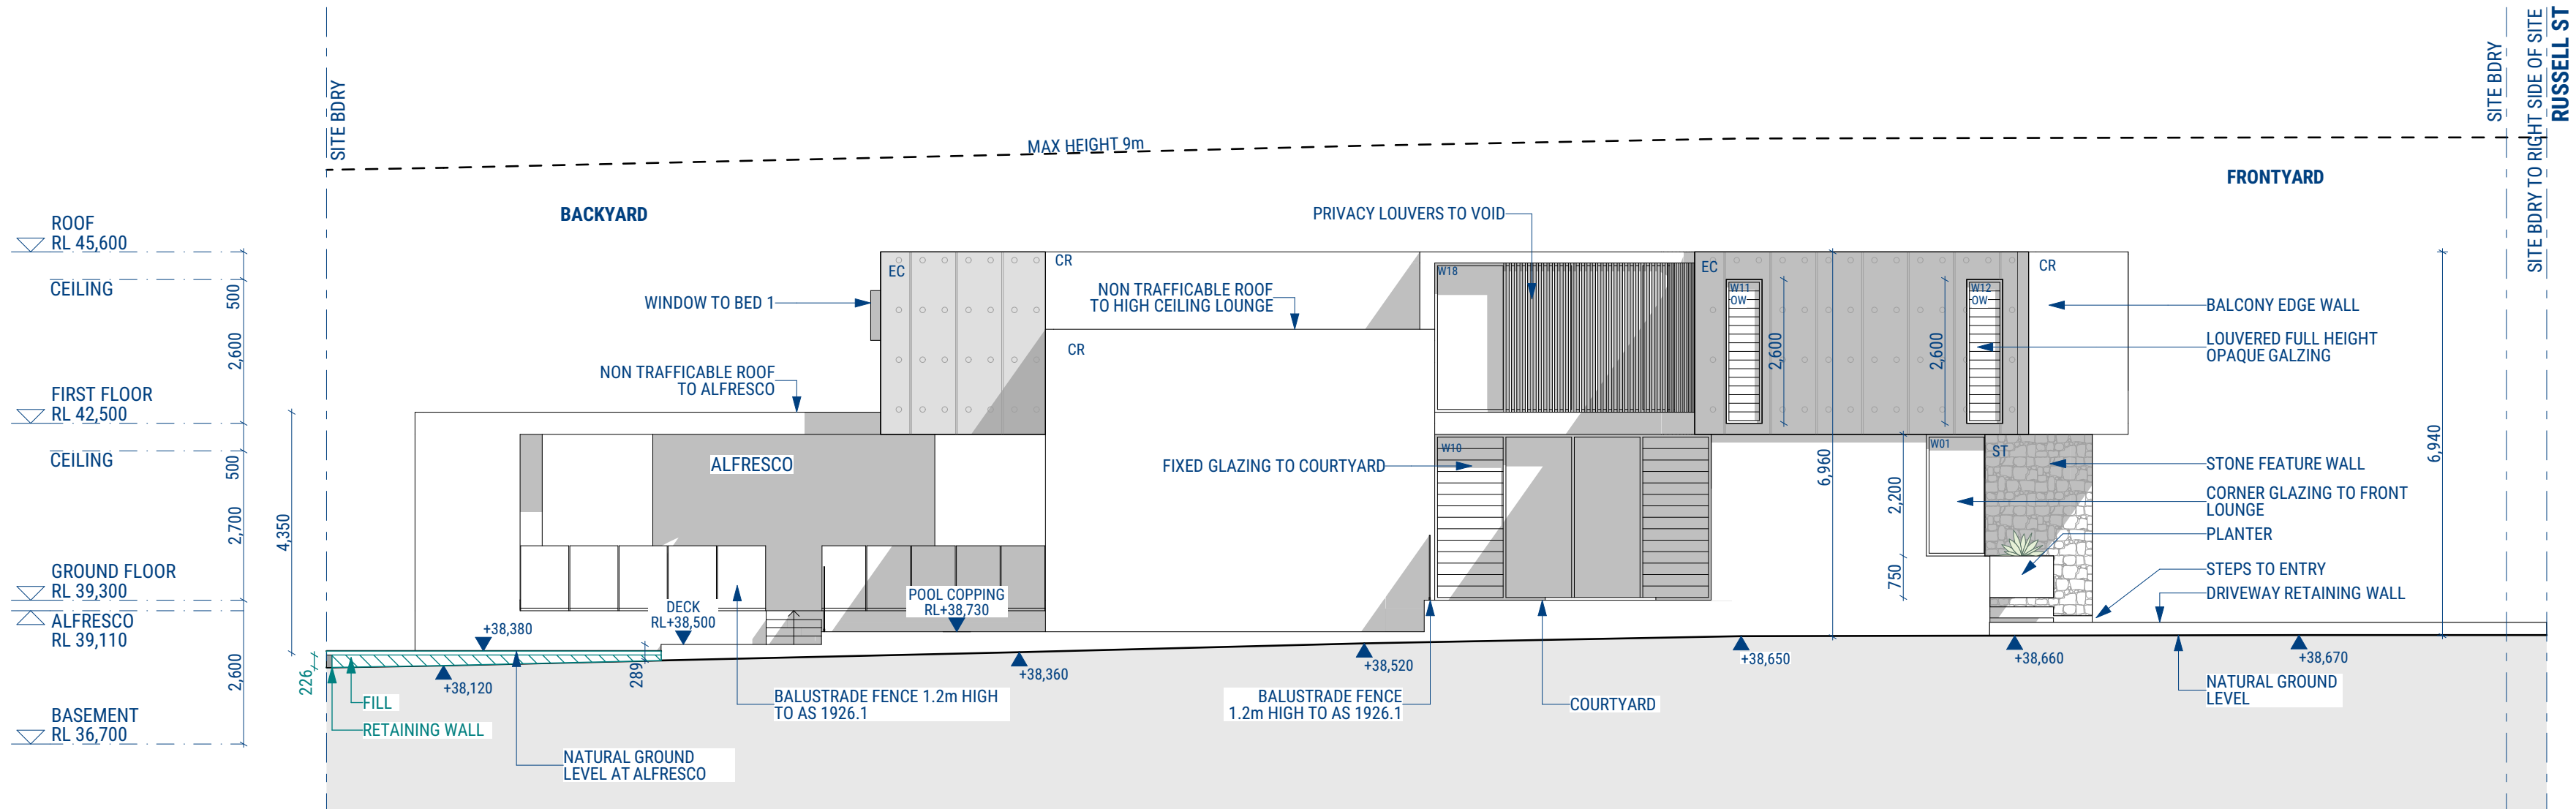 SITE BDRY
MAX HEIGHT 9m
SITE BDRY
SITE BDRY TO RIGHT SIDE OF SITE
RUSSELL ST
BACKYARD
FRONTYARD
ROOF
RL 45,600
CEILING
500
2,600
FIRST FLOOR
RL 42,500
CEILING
500
2,700
GROUND FLOOR
RL 39,300
ALFRESCO
RL 39,110
2,600
BASEMENT
RL 36,700
4,350
226
PRIVACY LOUVERS TO VOID
EC
CR
WINDOW TO BED 1
NON TRAFFICABLE ROOF
TO HIGH CEILING LOUNGE
CR
NON TRAFFICABLE ROOF
TO ALFRESCO
ALFRESCO
W18
EC
W11
OW
2,600
2,600
W12
OW
CR
BALCONY EDGE WALL
LOUVERED FULL HEIGHT
OPAQUE GALZING
FIXED GLAZING TO COURTYARD
W10
6,960
W01
ST
2,200
750
6,940
STONE FEATURE WALL
CORNER GLAZING TO FRONT
LOUNGE
PLANTER
STEPS TO ENTRY
DRIVEWAY RETAINING WALL
DECK
RL+38,500
POOL COPPING
RL+38,730
+38,380
289
+38,120
+38,360
+38,520
+38,650
+38,660
+38,670
FILL
RETAINING WALL
NATURAL GROUND
LEVEL AT ALFRESCO
BALUSTRADE FENCE 1.2m HIGH
TO AS 1926.1
BALUSTRADE FENCE
1.2m HIGH TO AS 1926.1
COURTYARD
NATURAL GROUND
LEVEL